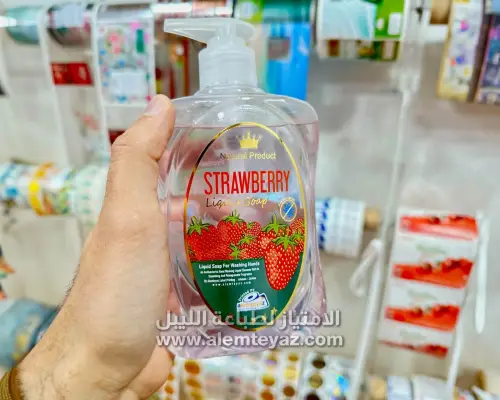 Natural Product
STRAWBERRY
Liquid Soap
Liquid Soap For Washing Hands
الامتياز لطباعة الليبل
www.alemteyaz.com